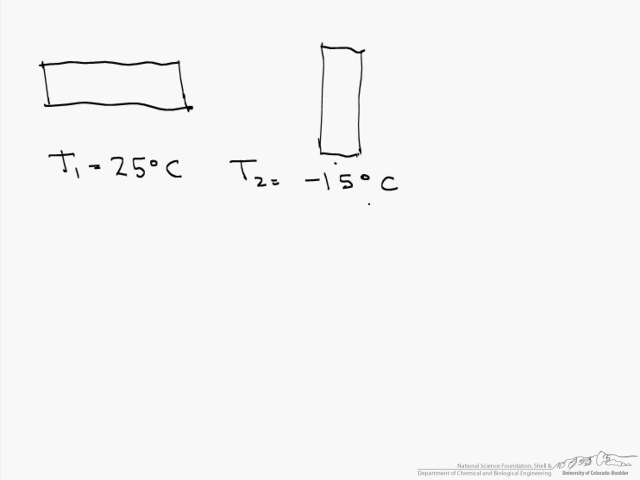 T₁ = 25°C
T₂ = -15°C
National Science Foundation, Shell &
Department of Chemical and Biological Engineering
University of Colorado-Boulder